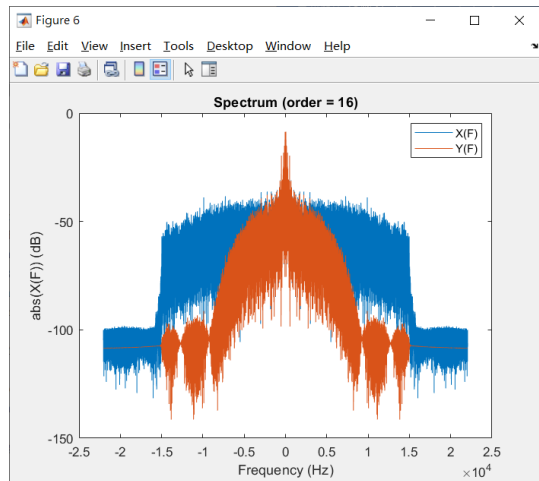 Figure 6
File Edit View Insert Tools Desktop Window Help
Spectrum (order = 16)
X(F)
Y(F)
0
-50
-100
-150
abs(X(F)) (dB)
-2.5 -2 -1.5 -1 -0.5 0 0.5 1 1.5 2 2.5
Frequency (Hz)
×10^4